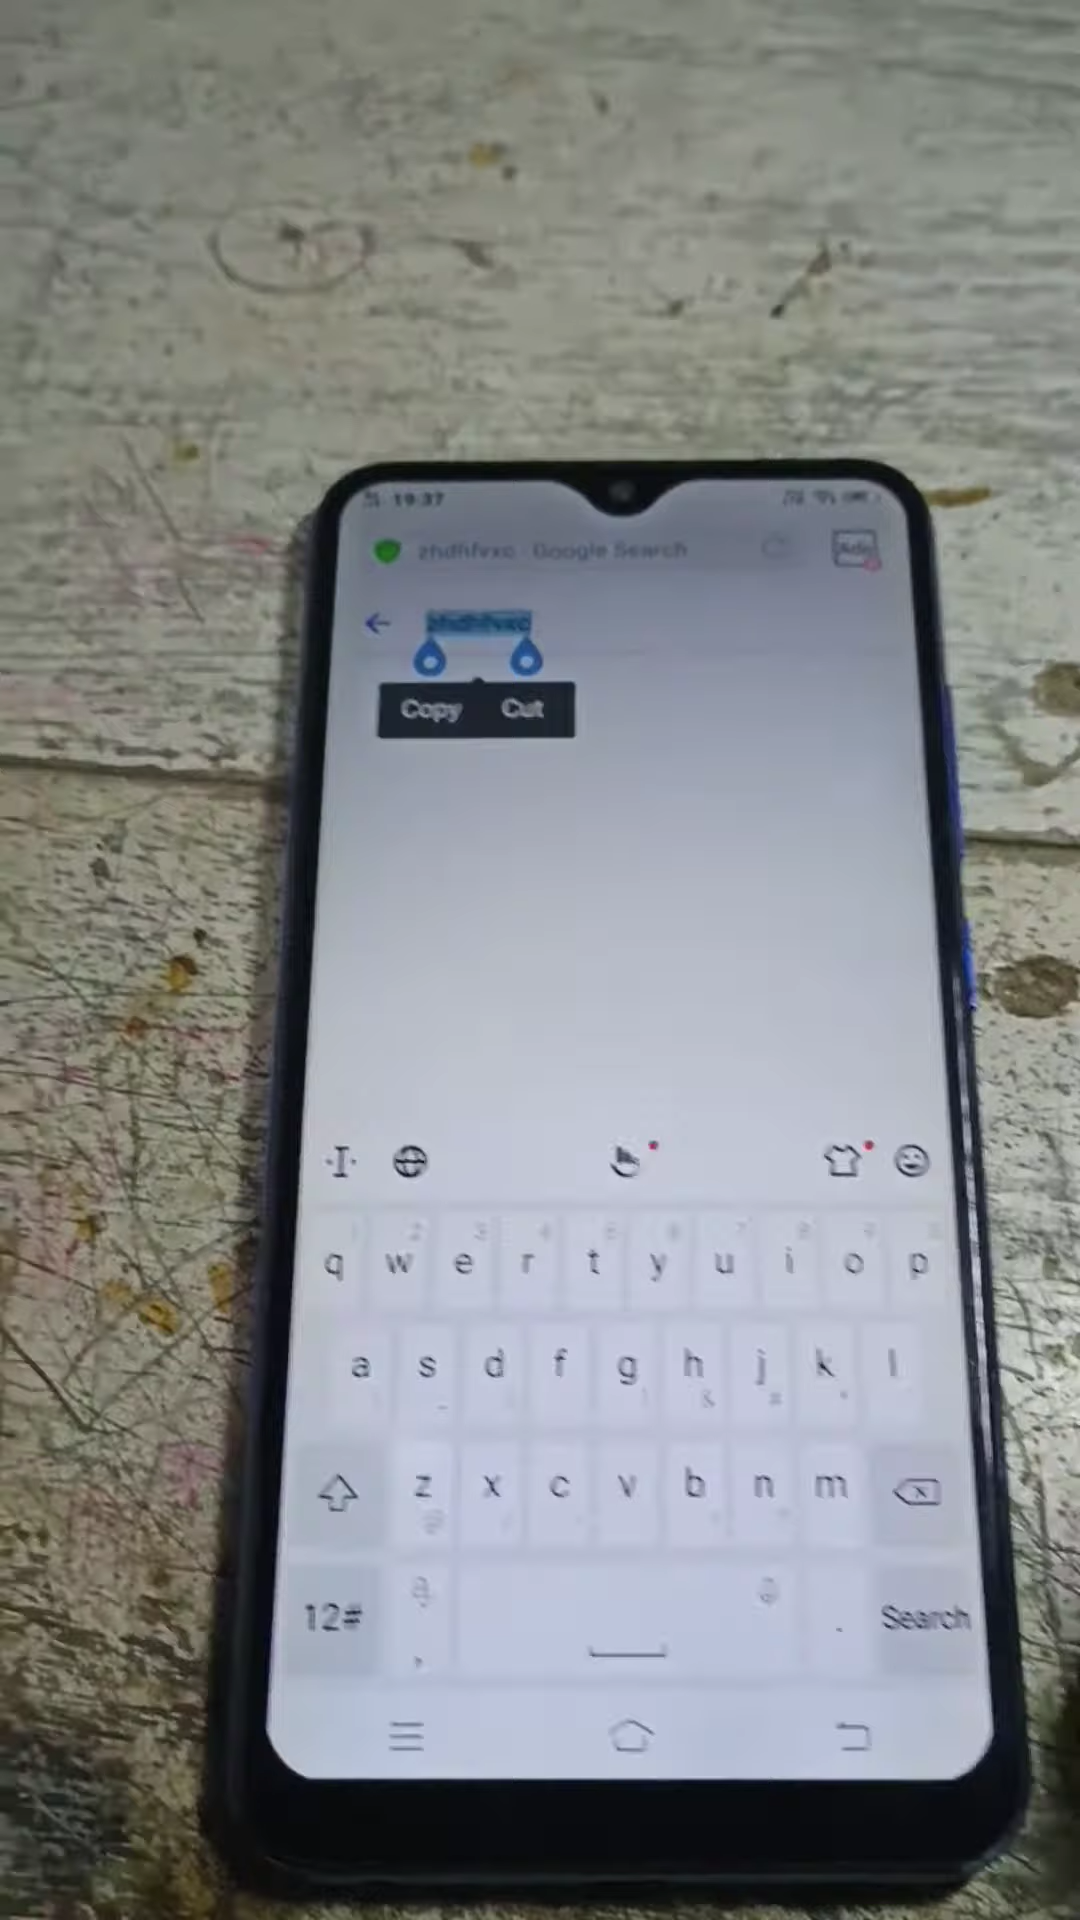 19:37
zhdhfvxc - Google Search
zhdhfvxc
Copy Cut
q w e r t y u i o p
a s d f g h j k l
z x c v b n m
12# , . Search